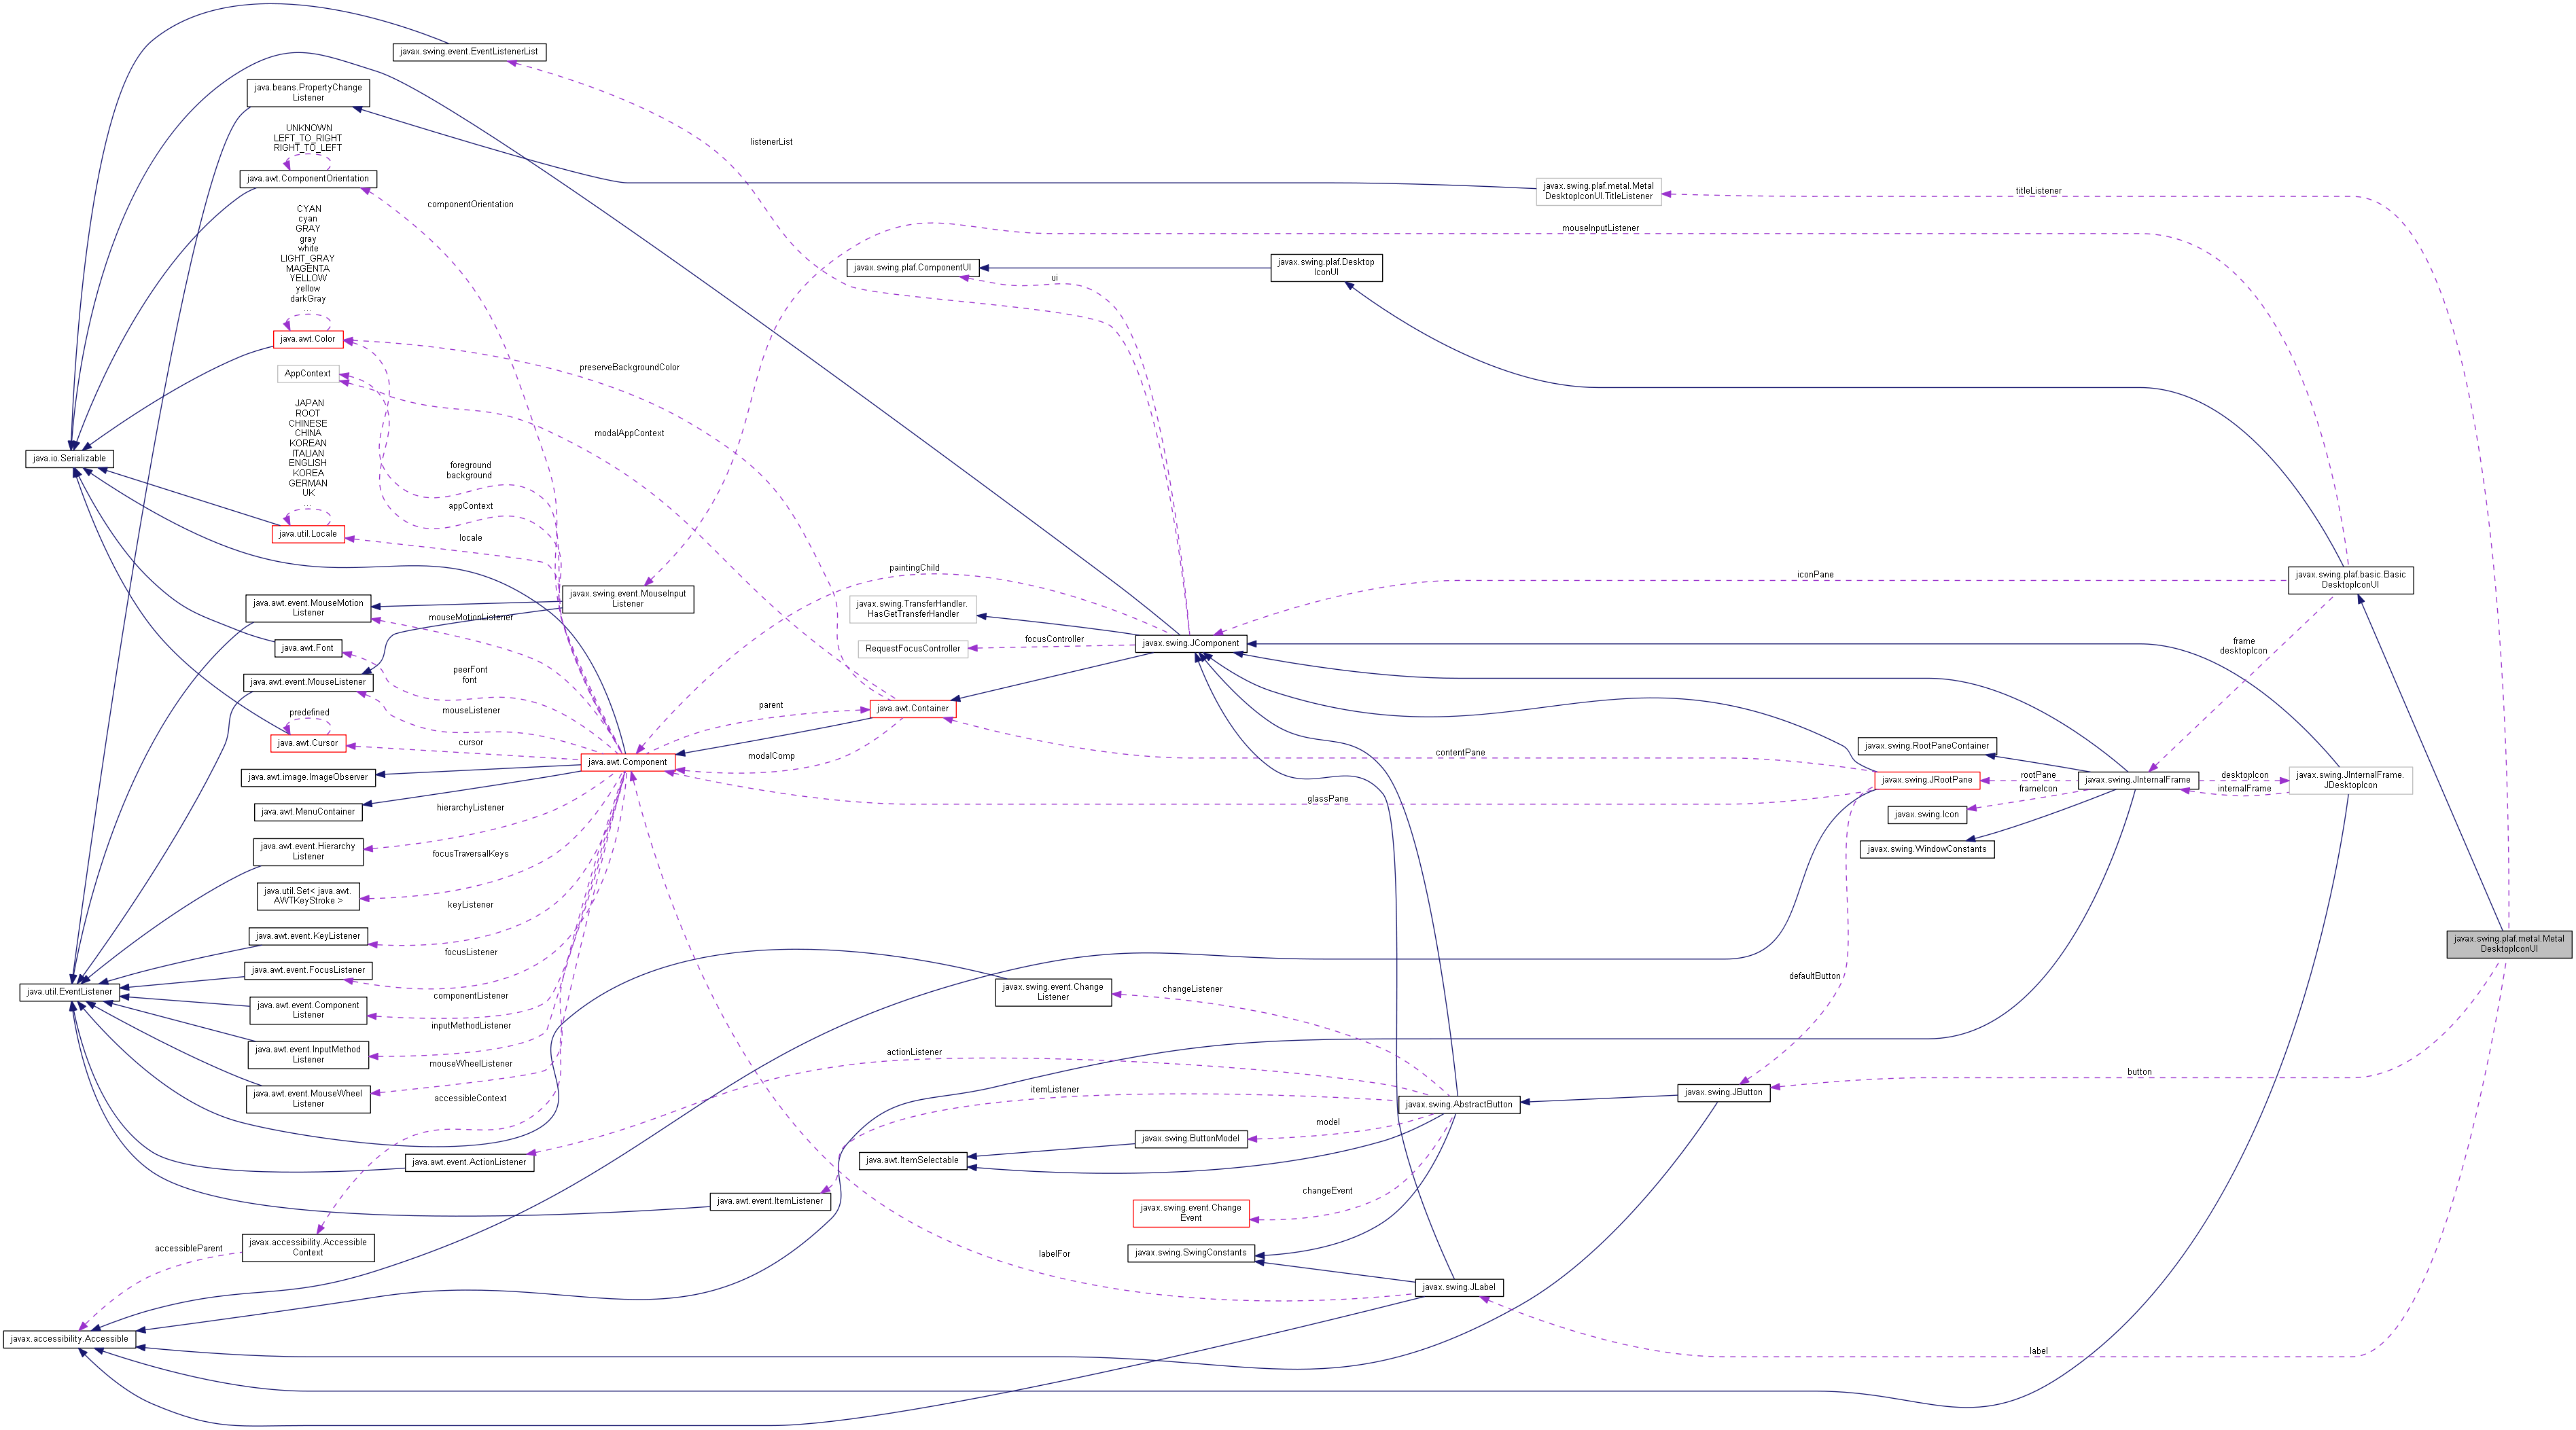 javax.swing.event.EventListenerList
java.beans.PropertyChange
Listener
listenerList
UNKNOWN
LEFT_TO_RIGHT
RIGHT_TO_LEFT
java.awt.ComponentOrientation
componentOrientation
javax.swing.plaf.metal.Metal
DesktopIconUI.TitleListener
titleListener
CYAN
cyan
GRAY
gray
white
LIGHT_GRAY
MAGENTA
YELLOW
yellow
darkGray
...
java.awt.Color
mouseInputListener
javax.swing.plaf.ComponentUI
ui
javax.swing.plaf.Desktop
IconUI
AppContext
preserveBackgroundColor
JAPAN
ROOT
CHINESE
CHINA
KOREAN
ITALIAN
ENGLISH
KOREA
GERMAN
UK
...
java.util.Locale
modalAppContext
java.io.Serializable
foreground
background
appContext
locale
paintingChild
iconPane
javax.swing.plaf.basic.Basic
DesktopIconUI
javax.swing.event.MouseInput
Listener
java.awt.event.MouseMotion
Listener
mouseMotionListener
javax.swing.TransferHandler.
HasGetTransferHandler
focusController
javax.swing.JComponent
RequestFocusController
frame
desktopIcon
java.awt.Font
peerFont
font
java.awt.event.MouseListener
mouseListener
parent
java.awt.Container
predefined
java.awt.Cursor
cursor
java.awt.Component
modalComp
contentPane
javax.swing.RootPaneContainer
java.awt.image.ImageObserver
javax.swing.JRootPane
rootPane
frameIcon
javax.swing.JInternalFrame
desktopIcon
internalFrame
javax.swing.JInternalFrame.
JDesktopIcon
glassPane
java.awt.MenuContainer
hierarchyListener
javax.swing.Icon
java.awt.event.Hierarchy
Listener
focusTraversalKeys
javax.swing.WindowConstants
java.util.Set< java.awt.
AWTKeyStroke >
keyListener
java.awt.event.KeyListener
focusListener
javax.swing.plaf.metal.Metal
DesktopIconUI
java.awt.event.FocusListener
java.util.EventListener
componentListener
java.awt.event.Component
Listener
javax.swing.event.Change
Listener
changeListener
defaultButton
inputMethodListener
java.awt.event.InputMethod
Listener
actionListener
mouseWheelListener
java.awt.event.MouseWheel
Listener
itemListener
button
accessibleContext
javax.swing.AbstractButton
javax.swing.JButton
model
javax.swing.ButtonModel
java.awt.ItemSelectable
java.awt.event.ActionListener
java.awt.event.ItemListener
changeEvent
javax.swing.event.Change
Event
javax.accessibility.Accessible
Context
accessibleParent
labelFor
javax.swing.SwingConstants
javax.swing.JLabel
javax.accessibility.Accessible
label